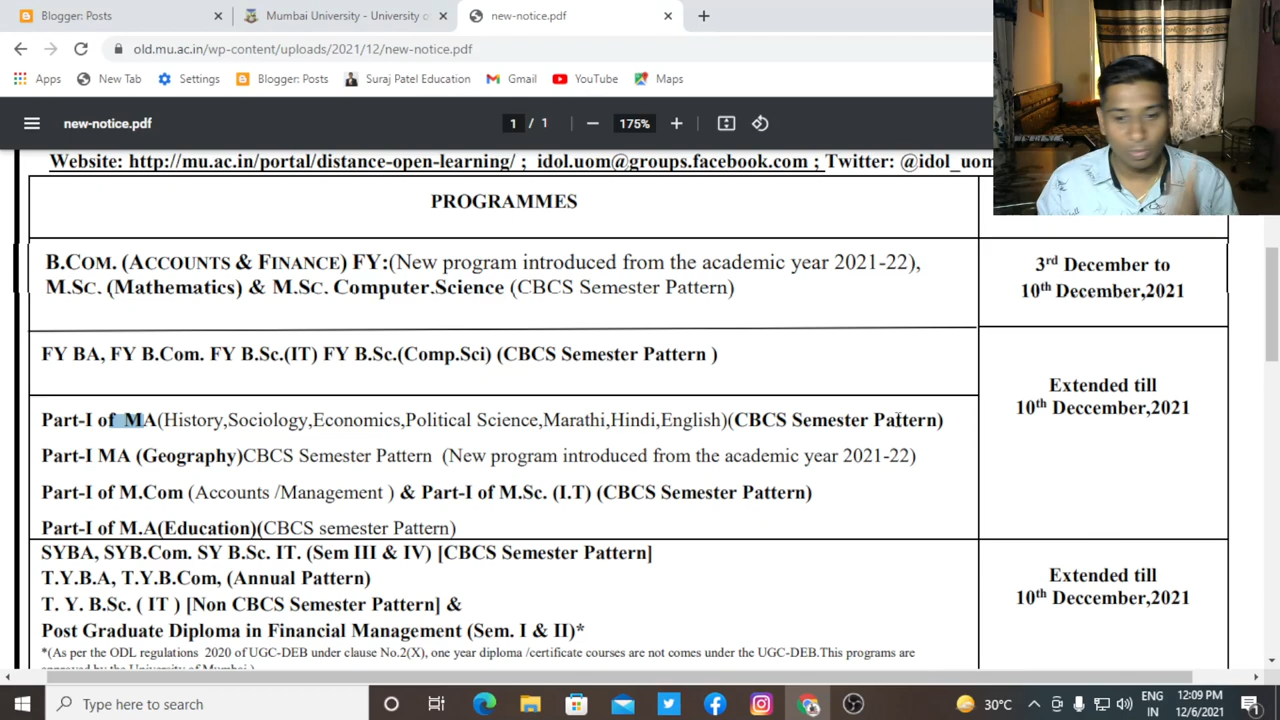 Blogger: Posts
Mumbai University - University o
new-notice.pdf
old.mu.ac.in/wp-content/uploads/2021/12/new-notice.pdf
Apps New Tab Settings Blogger: Posts Suraj Patel Education Gmail YouTube Maps
new-notice.pdf 1 / 1 175%
Website: http://mu.ac.in/portal/distance-open-learning/ ; idol.uom@groups.facebook.com ; Twitter: @idol_uom
PROGRAMMES
B.COM. (ACCOUNTS & FINANCE) FY:(New program introduced from the academic year 2021-22),
M.SC. (Mathematics) & M.SC. Computer.Science (CBCS Semester Pattern)
3rd December to
10th December,2021
FY BA, FY B.Com. FY B.Sc.(IT) FY B.Sc.(Comp.Sci) (CBCS Semester Pattern )
Part-I of MA(History,Sociology,Economics,Political Science,Marathi,Hindi,English)(CBCS Semester Pattern)
Part-I MA (Geography)CBCS Semester Pattern (New program introduced from the academic year 2021-22)
Part-I of M.Com (Accounts /Management ) & Part-I of M.Sc. (I.T) (CBCS Semester Pattern)
Part-I of M.A(Education)(CBCS semester Pattern)
Extended till
10th Deccember,2021
SYBA, SYB.Com. SY B.Sc. IT. (Sem III & IV) [CBCS Semester Pattern]
T.Y.B.A, T.Y.B.Com, (Annual Pattern)
T. Y. B.Sc. ( IT ) [Non CBCS Semester Pattern] &
Post Graduate Diploma in Financial Management (Sem. I & II)*
*(As per the ODL regulations 2020 of UGC-DEB under clause No.2(X), one year diploma /certificate courses are not comes under the UGC-DEB.This programs are
approved by the University of Mumbai.)
Extended till
10th Deccember,2021
Type here to search
30°C
ENG
IN
12:09 PM
12/6/2021
1